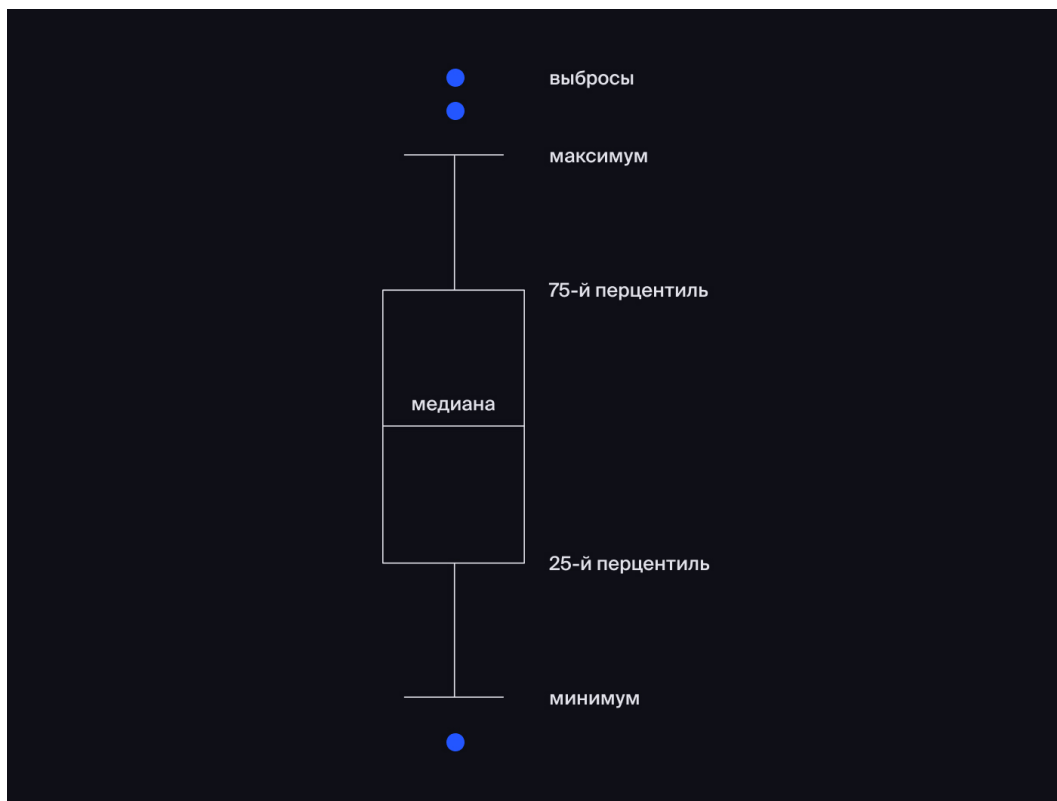 выбросы
максимум
75-й перцентиль
медиана
25-й перцентиль
минимум